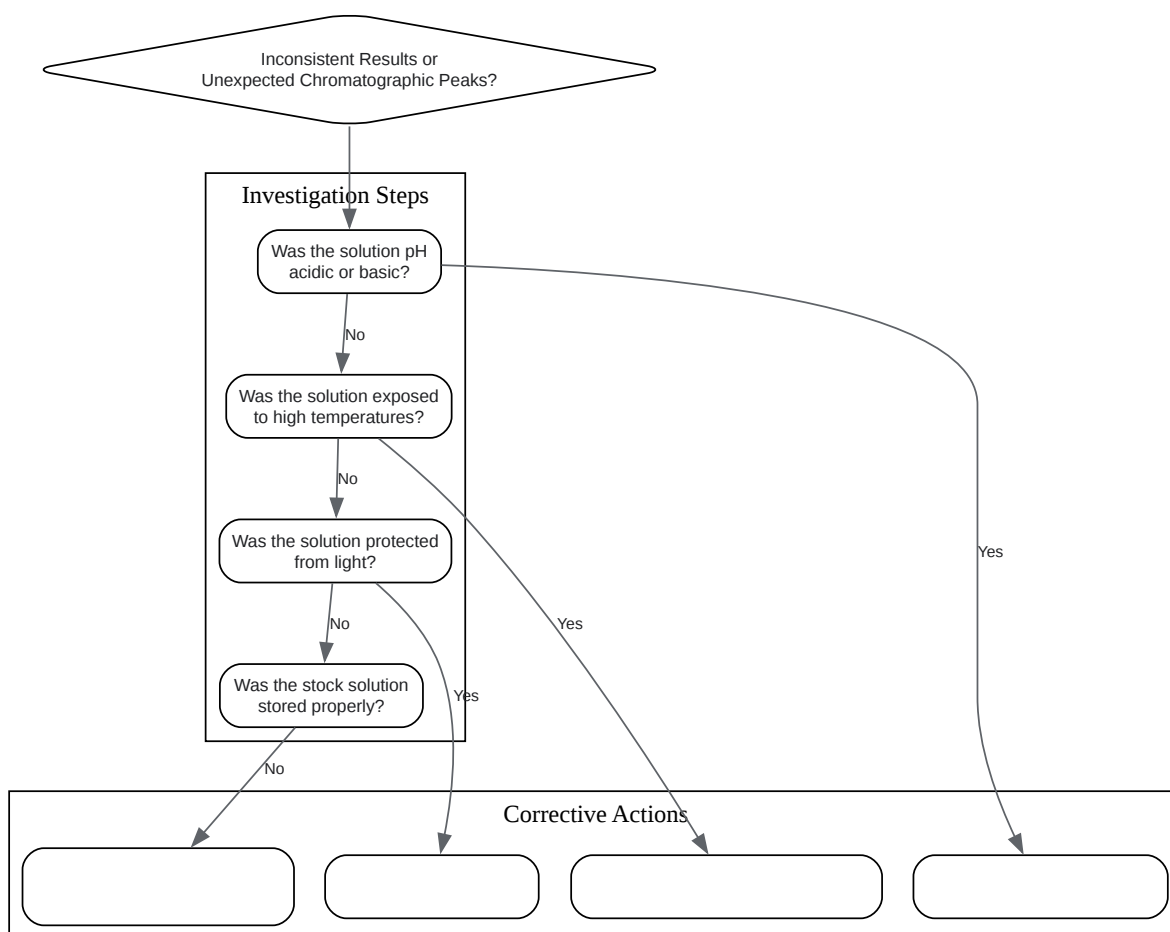 Inconsistent Results or
Unexpected Chromatographic Peaks?
Investigation Steps
Was the solution pH
acidic or basic?
No
Was the solution exposed
to high temperatures?
No
Was the solution protected
from light?
Yes
No
Yes
Was the stock solution
stored properly?
Yes
No
Corrective Actions